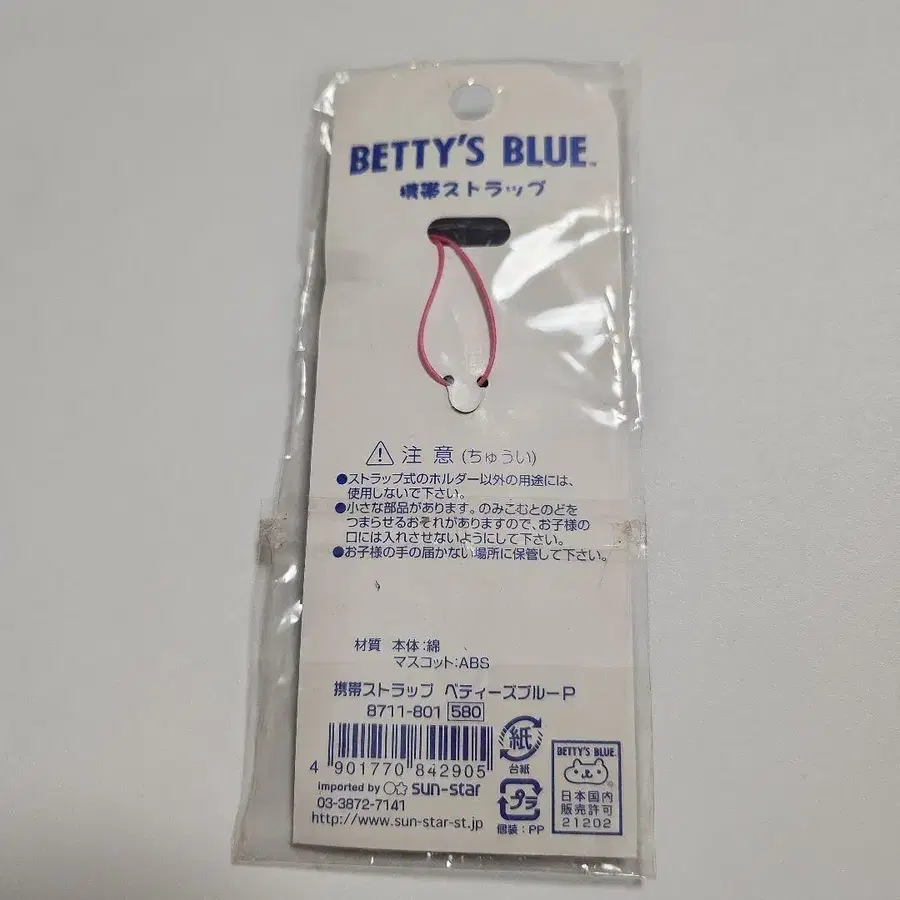 BETTY'S BLUE™
携帯ストラップ
⚠ 注意 (ちゅうい)
●ストラップ式のホルダー以外の用途には、
使用しないで下さい。
●小さな部品があります。のみこむとのどを
つまらせるおそれがありますので、お子様の
口には入れさせないようにして下さい。
●お子様の手の届かない場所に保管して下さい。
材質 本体:綿
マスコット:ABS
携帯ストラップ ベティーズブルーP
8711-801 580
4 901770 842905
imported by sun-star
03-3872-7141
http://www.sun-star-st.jp
紙
台紙
プラ
個装:PP
BETTY'S BLUE
日本国内
販売許可
21202